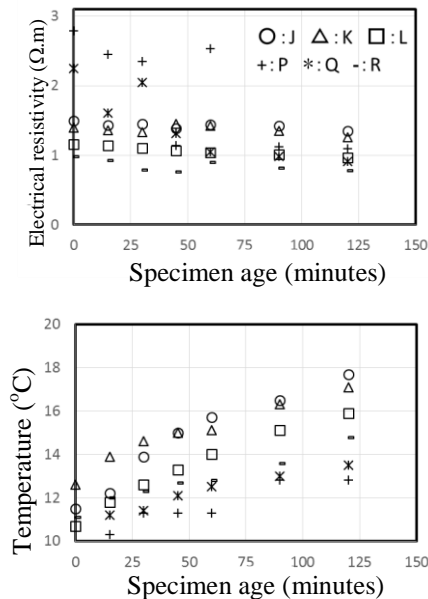 Electrical resistivity (Ω.m)
3
2
1
0
○ : J △ : K □ : L
+ : P * : Q - : R
0 25 50 75 100 125 150
Specimen age (minutes)
Temperature (°C)
20
18
16
14
12
10
0 25 50 75 100 125 150
Specimen age (minutes)